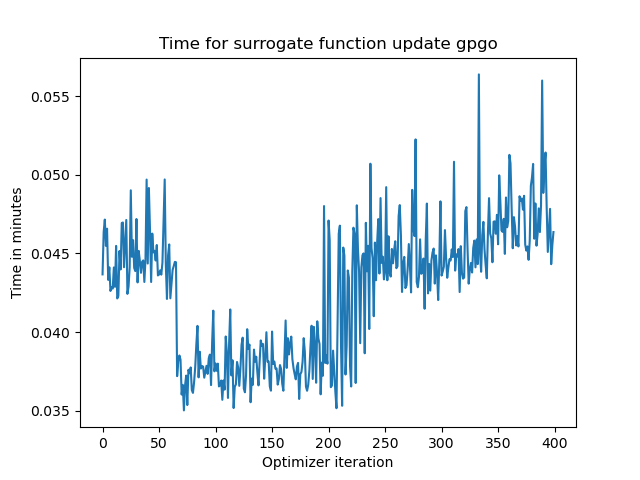 Time for surrogate function update gpgo
0.055
0.050
0.045
0.040
0.035
Time in minutes
0 50 100 150 200 250 300 350 400
Optimizer iteration